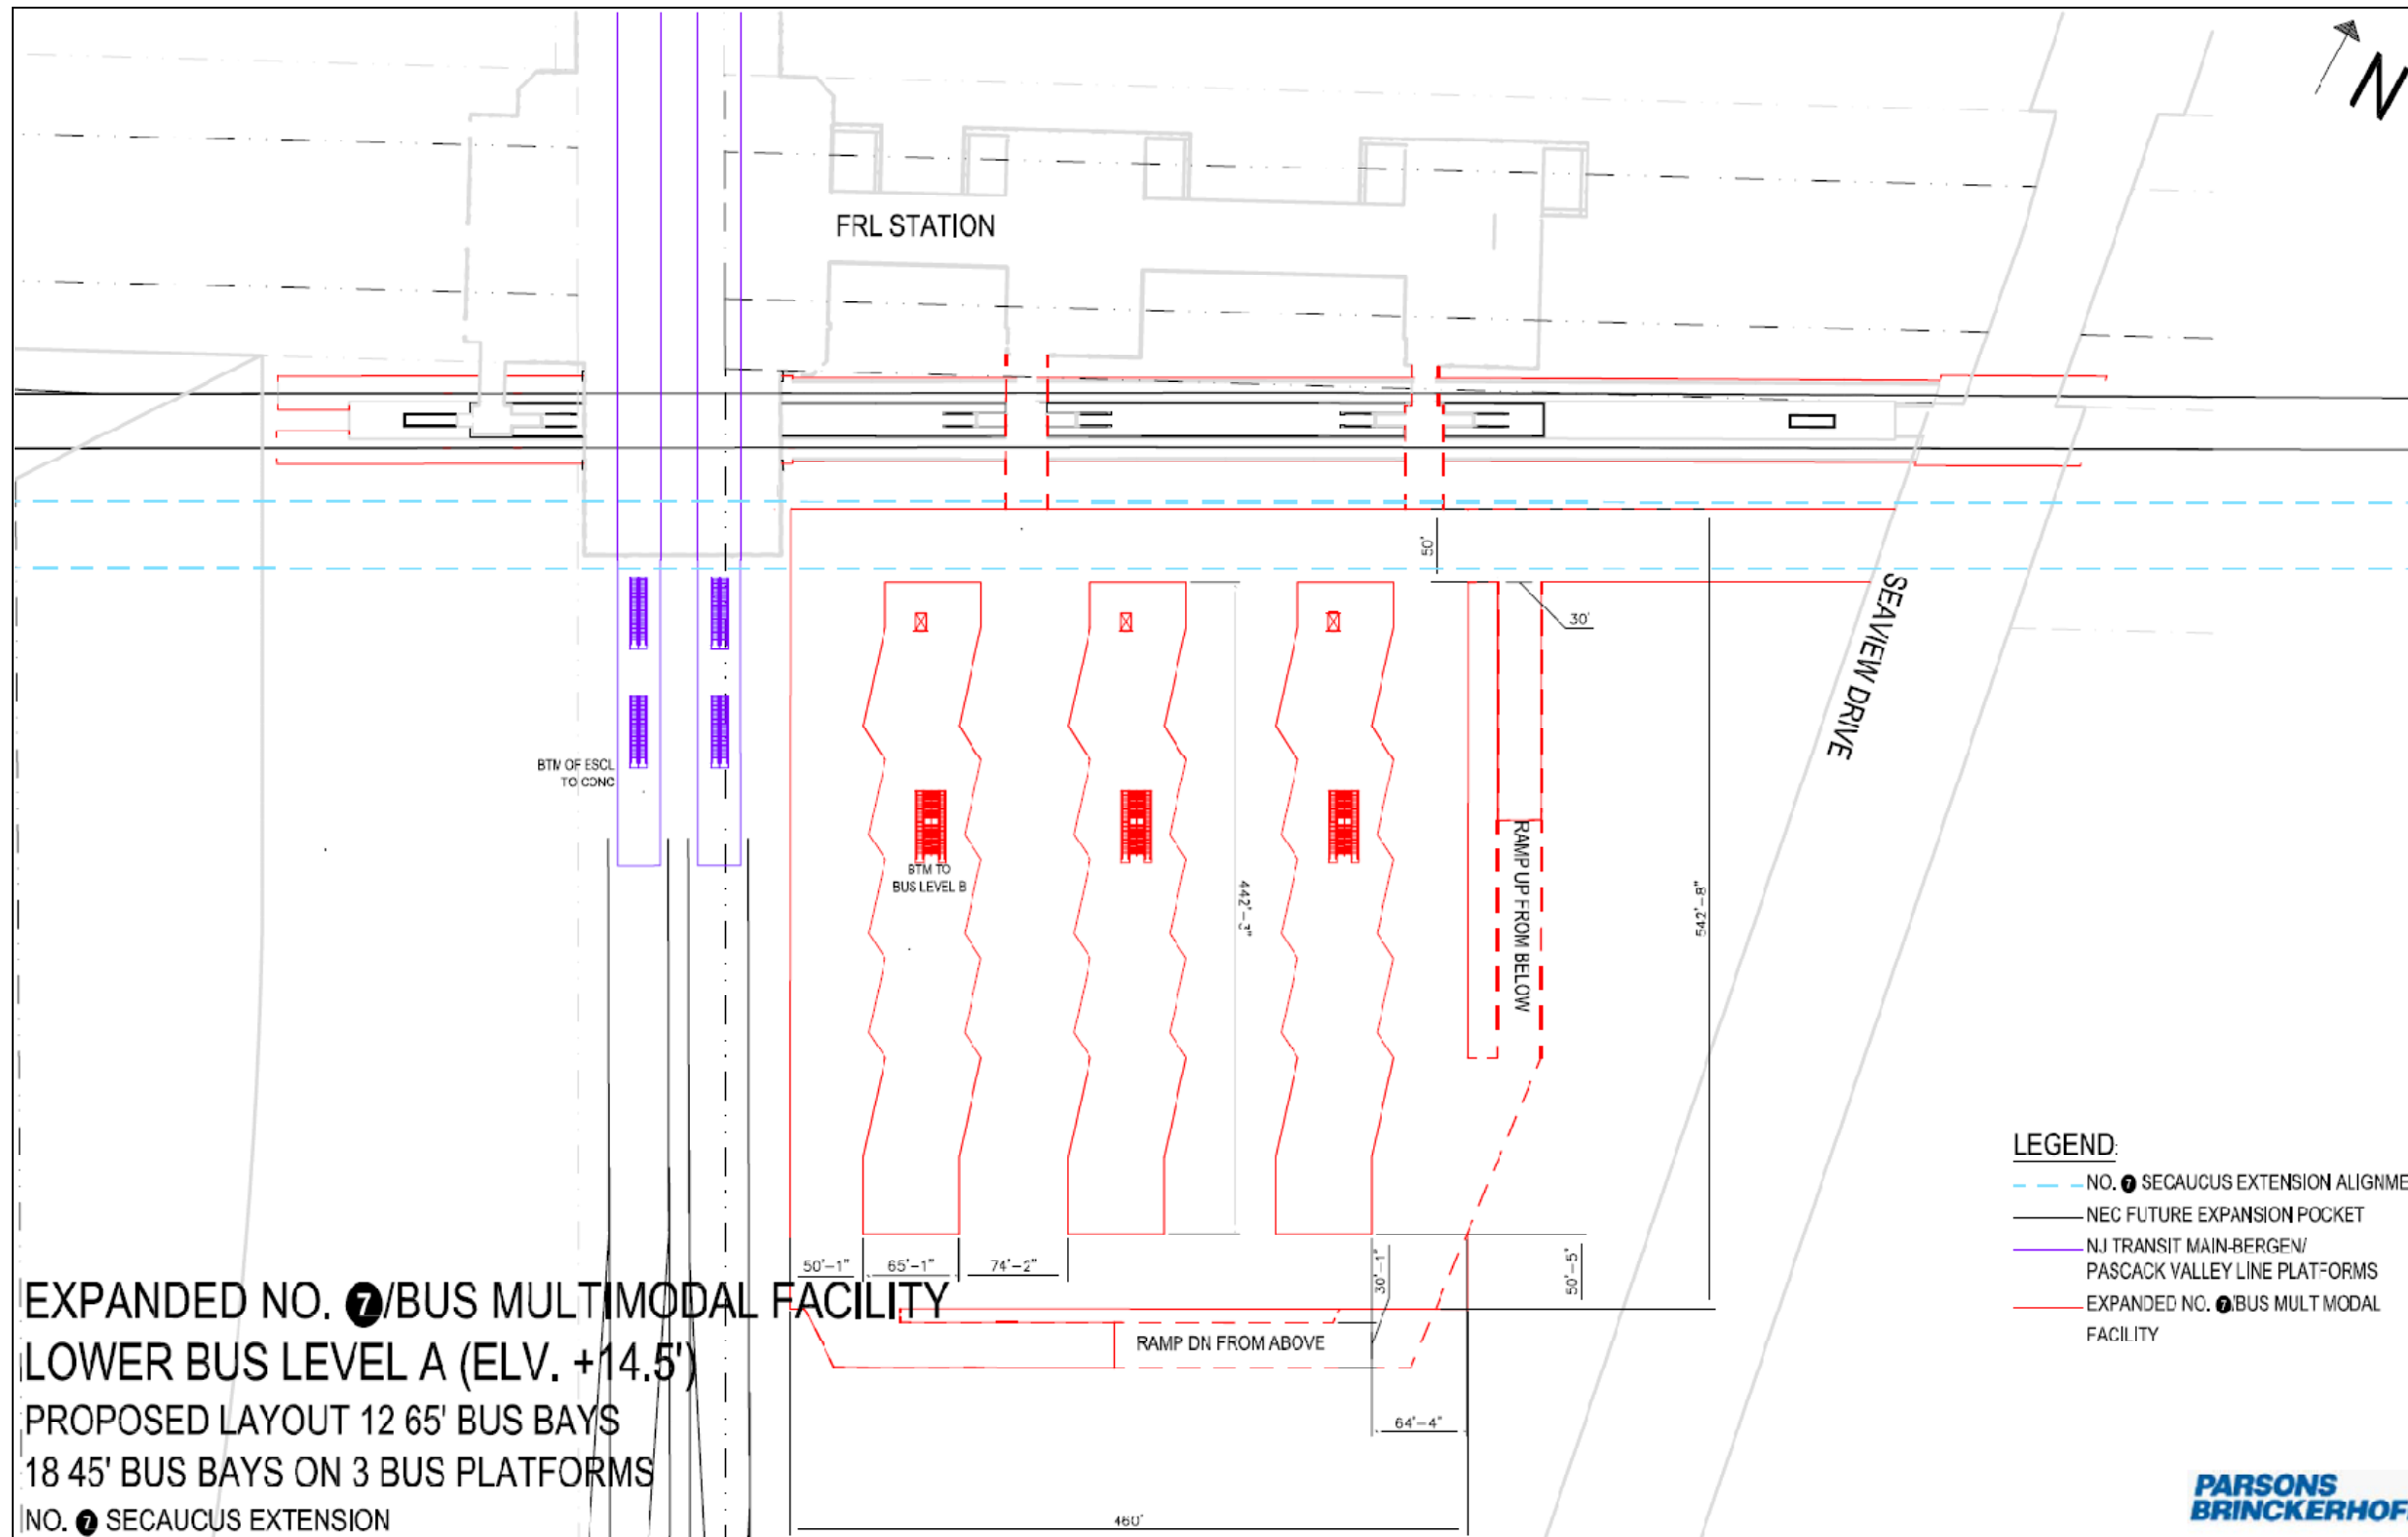 N
FRL STATION
50'
30'
SEAVIEW DRIVE
BTM OF ESCL
TO CONC
BTM TO
BUS LEVEL B
RAMP UP FROM BELOW
442'-3"
542'-8"
LEGEND:
NO. 7 SECAUCUS EXTENSION ALIGNME
NEC FUTURE EXPANSION POCKET
NJ TRANSIT MAIN-BERGEN/
PASCACK VALLEY LINE PLATFORMS
EXPANDED NO. 7/BUS MULT MODAL
FACILITY
50'-1"
65'-1"
74'-2"
30'-1"
50'-5"
RAMP DN FROM ABOVE
64'-4"
460'
EXPANDED NO. 7/BUS MULTIMODAL FACILITY
LOWER BUS LEVEL A (ELV. +14.5')
PROPOSED LAYOUT 12 65' BUS BAYS
18 45' BUS BAYS ON 3 BUS PLATFORMS
NO. 7 SECAUCUS EXTENSION
PARSONS
BRINCKERHOF